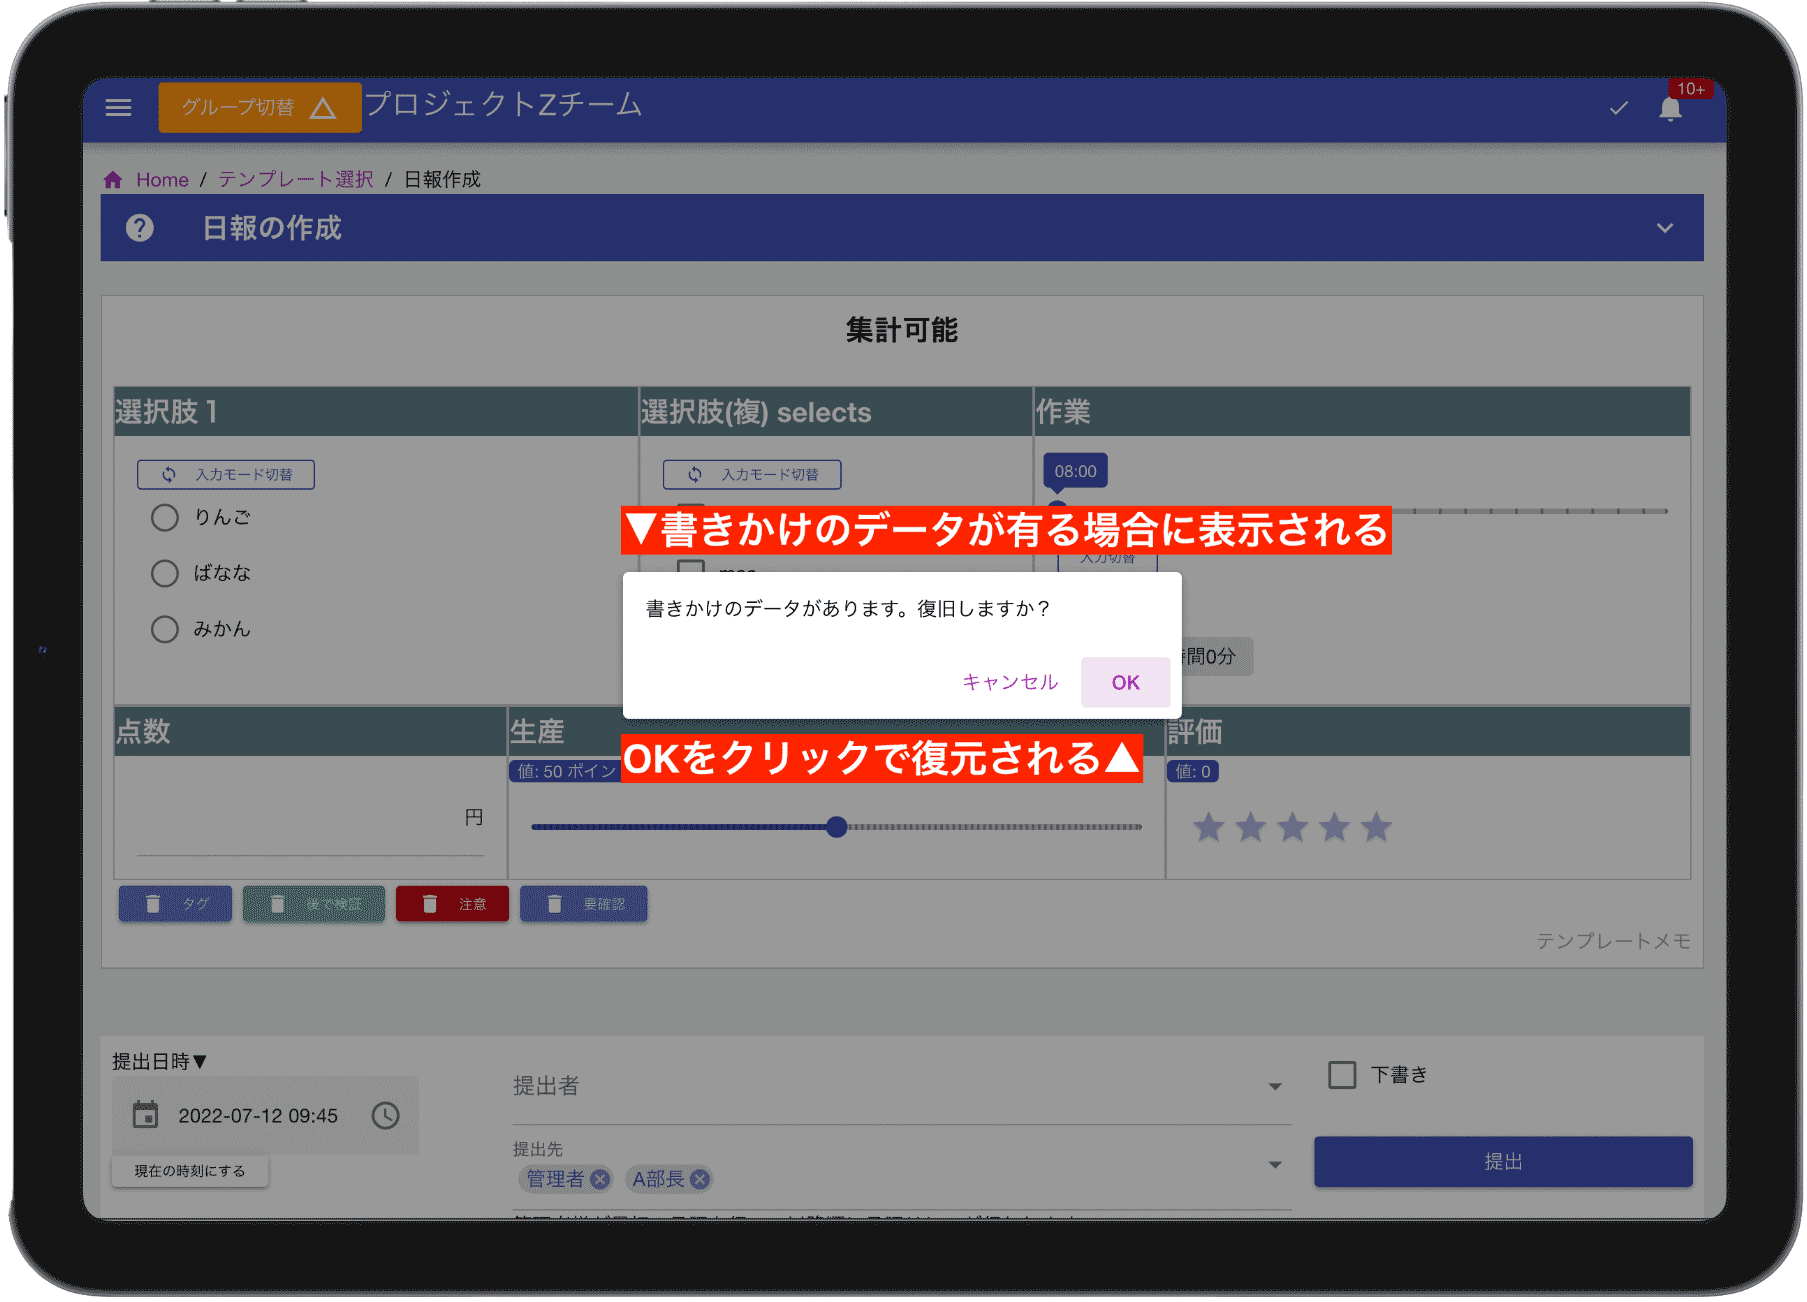 グループ切替 プロジェクトZチーム 10+
Home / テンプレート選択 / 日報作成
日報の作成
集計可能
選択肢1 選択肢(複) selects 作業
入力モード切替 入力モード切替 08:00
りんご
▼書きかけのデータが有る場合に表示される
入力切替
ばなな
書きかけのデータがあります。復旧しますか？
みかん
時間0分
キャンセル OK
点数 生産 評価
OKをクリックで復元される▲
値: 50 ポイン 値: 0
円
タグ 後で検証 注意 要確認
テンプレートメモ
提出日時▼
提出者 下書き
2022-07-12 09:45
提出先
現在の時刻にする 管理者 A部長 提出